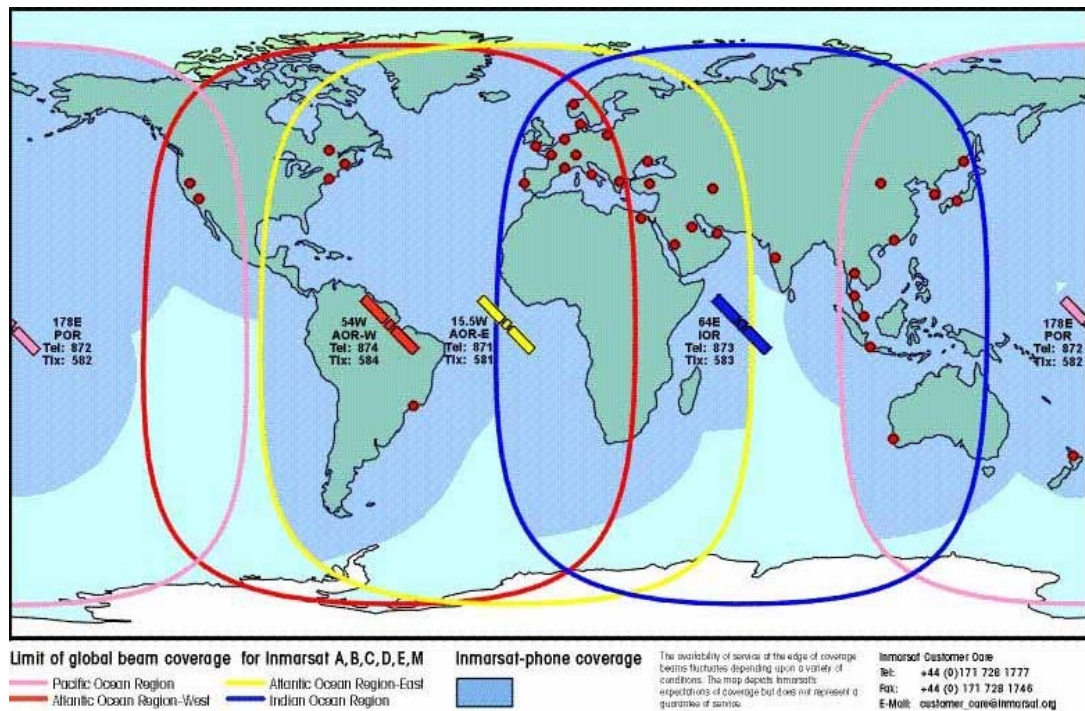 178E
POR
Tel: 872
Tlx: 582
54W
AOR-W
Tel: 874
Tlx: 584
15.5W
AOR-E
Tel: 871
Tlx: 581
64E
IOR
Tel: 873
Tlx: 583
178E
POR
Tel: 872
Tlx: 582
Limit of global beam coverage for Inmarsat A,B,C,D,E,M
Pacific Ocean Region
Atlantic Ocean Region-West
Atlantic Ocean Region-East
Indian Ocean Region
Inmarsat-phone coverage
The availability of service at the edge of coverage
beams fluctuates depending upon a variety of
conditions. The map depicts Inmarsat's
expectations of coverage but does not represent a
guarantee of service.
Inmarsat Customer Care
Tel: +44 (0)171 728 1777
Fax: +44 (0) 171 728 1746
E-Mail: customer_care@inmarsat.org